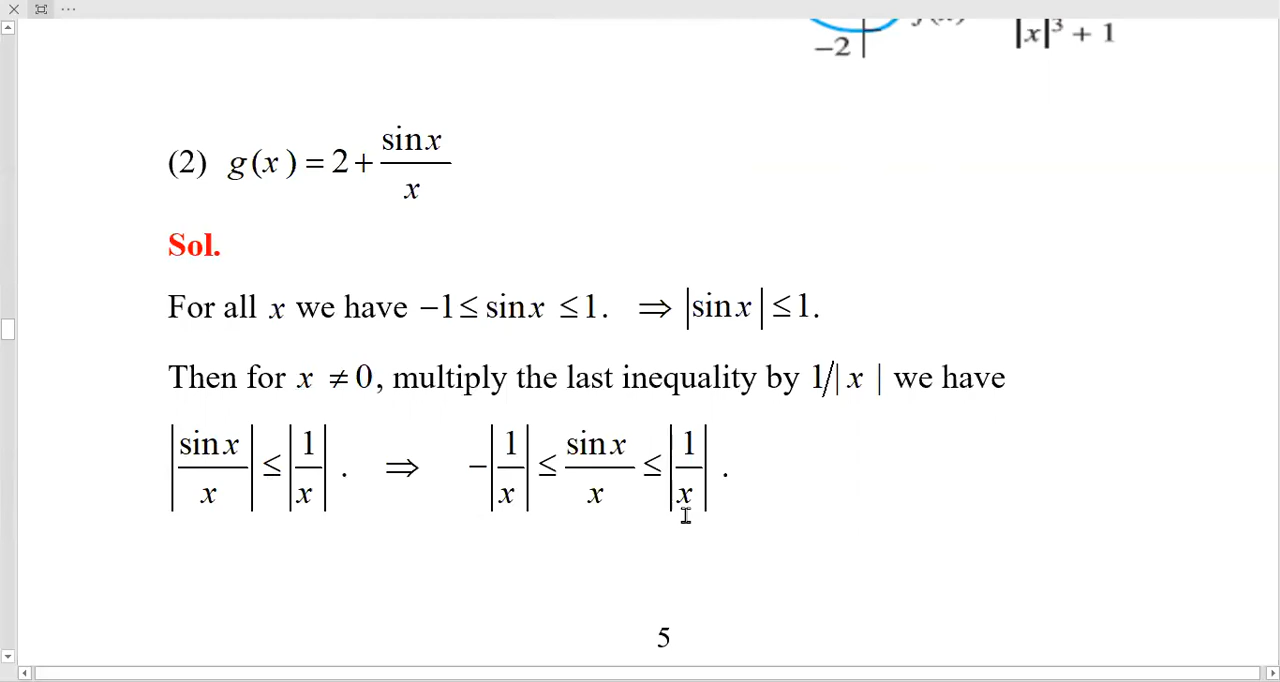 −2
|x|³ + 1
(2) g(x) = 2 + sin x / x
Sol.
For all x we have −1 ≤ sin x ≤ 1. ⇒ |sin x| ≤ 1.
Then for x ≠ 0, multiply the last inequality by 1/| x | we have
|sin x / x| ≤ |1 / x| . ⇒ −|1 / x| ≤ sin x / x ≤ |1 / x| .
5